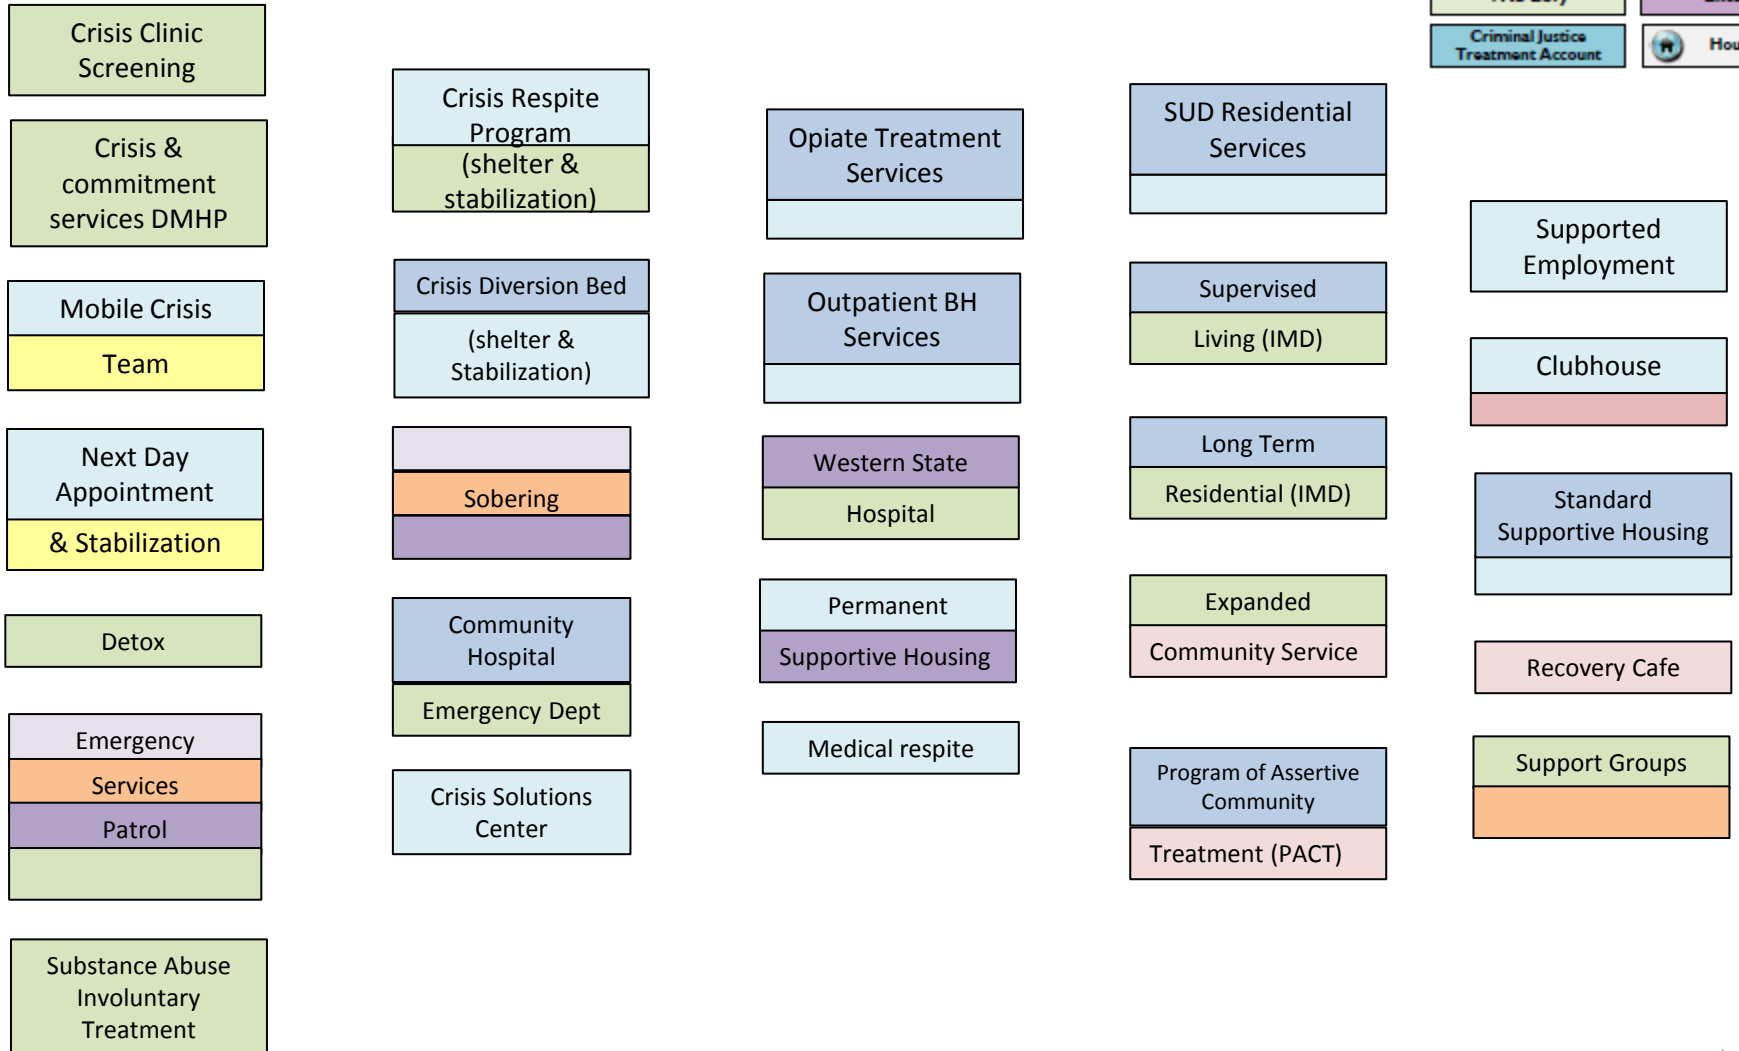 Crisis Clinic
Screening
Crisis &
commitment
services DMHP
Mobile Crisis
Team
Next Day
Appointment
& Stabilization
Detox
Emergency
Services
Patrol
Substance Abuse
Involuntary
Treatment
Crisis Respite
Program
(shelter &
stabilization)
Crisis Diversion Bed
(shelter &
Stabilization)
Sobering
Community
Hospital
Emergency Dept
Crisis Solutions
Center
Opiate Treatment
Services
Outpatient BH
Services
Western State
Hospital
Permanent
Supportive Housing
Medical respite
SUD Residential
Services
Supervised
Living (IMD)
Long Term
Residential (IMD)
Expanded
Community Service
Program of Assertive
Community
Treatment (PACT)
Criminal Justice
Treatment Account
Supported
Employment
Clubhouse
Standard
Supportive Housing
Recovery Cafe
Support Groups